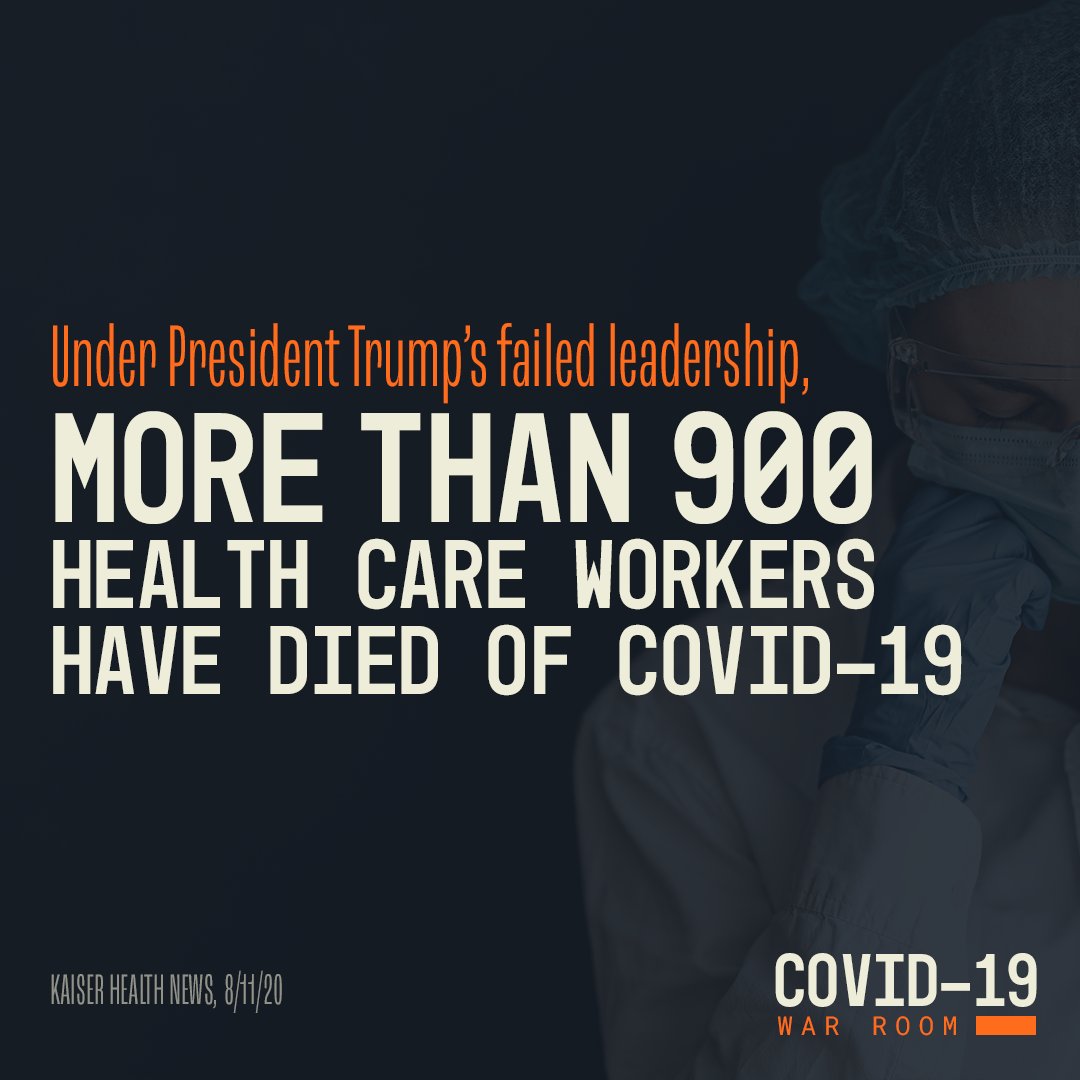 Under President Trump’s failed leadership,
MORE THAN 900
HEALTH CARE WORKERS
HAVE DIED OF COVID–19
KAISER HEALTH NEWS, 8/11/20
COVID–19
WAR ROOM